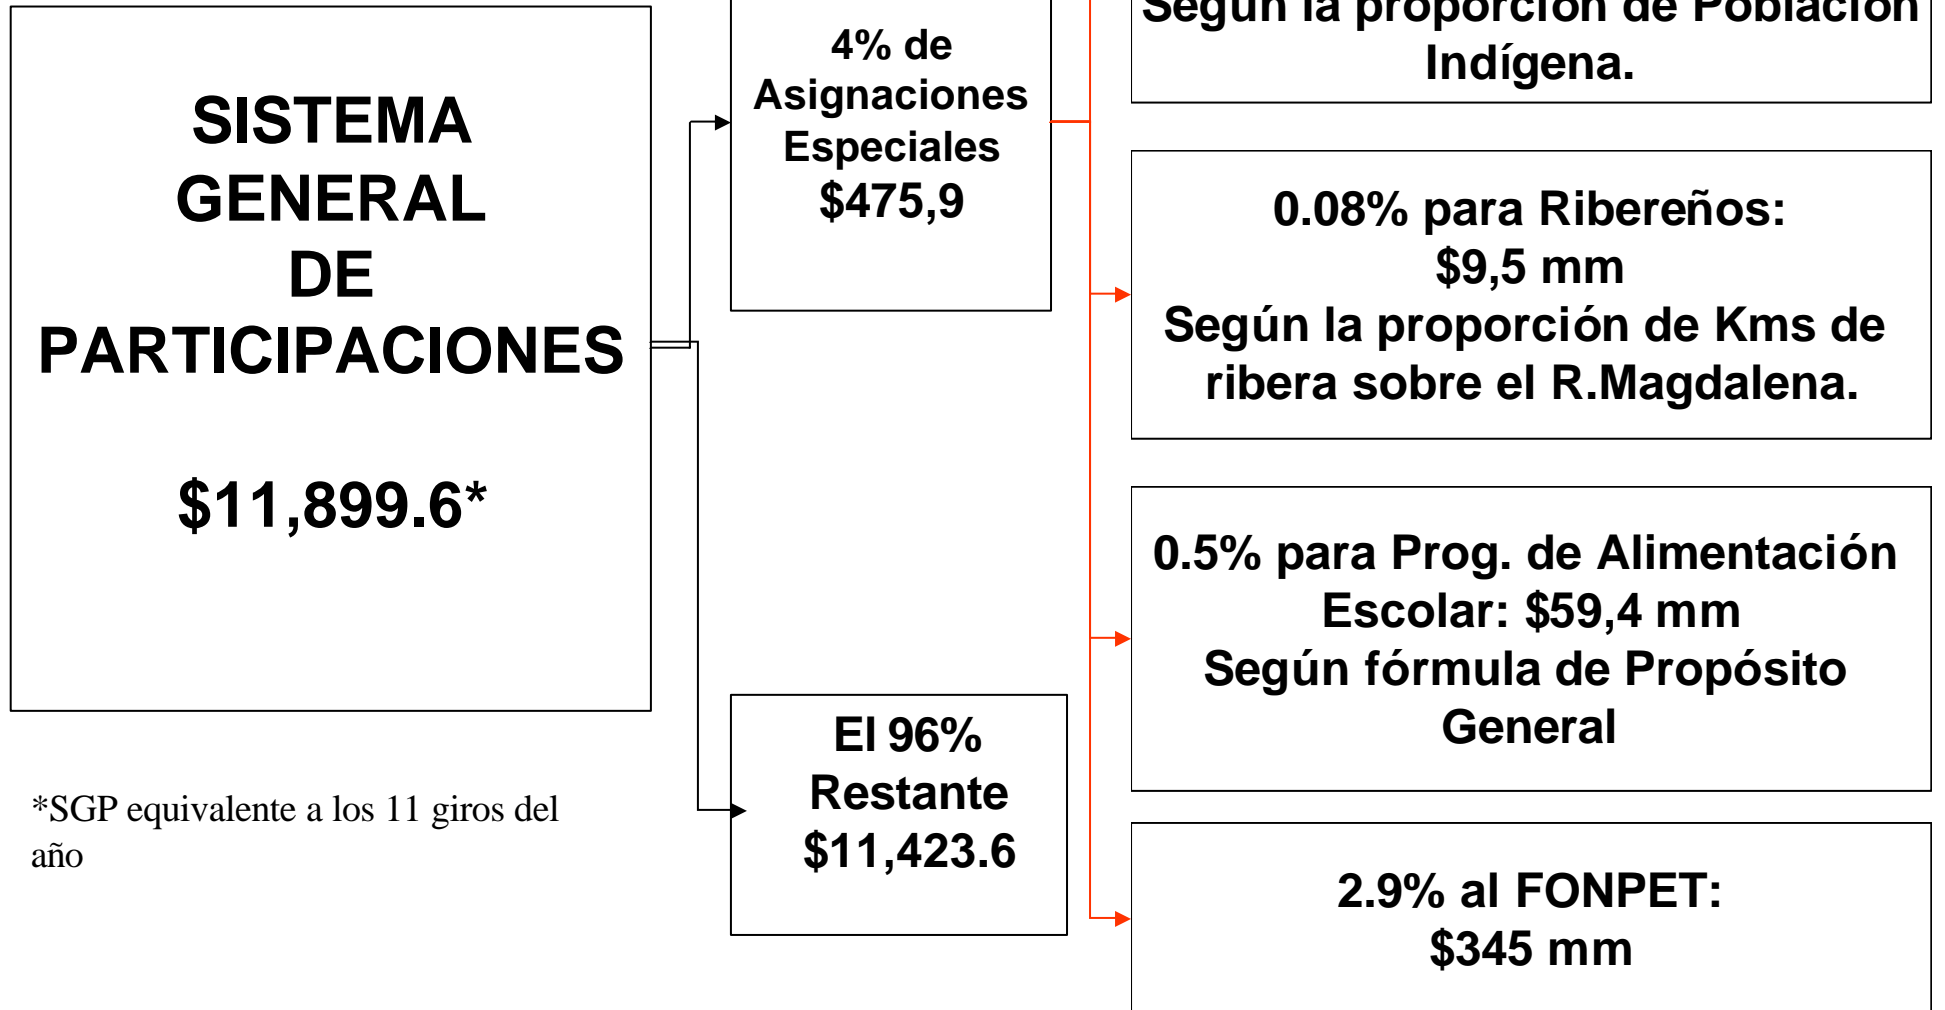 SISTEMA
GENERAL
DE
PARTICIPACIONES
$11,899.6*
*SGP equivalente a los 11 giros del
año
4% de
Asignaciones
Especiales
$475,9
El 96%
Restante
$11,423.6
Según la proporción de Población
Indígena.
0.08% para Ribereños:
$9,5 mm
Según la proporción de Kms de
ribera sobre el R.Magdalena.
0.5% para Prog. de Alimentación
Escolar: $59,4 mm
Según fórmula de Propósito
General
2.9% al FONPET:
$345 mm